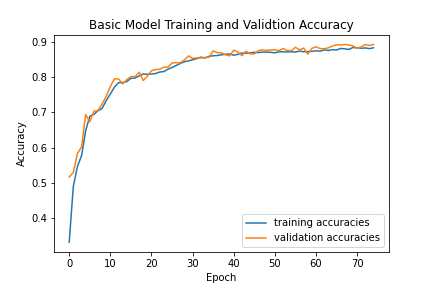 Basic Model Training and Validtion Accuracy
0.9
0.8
0.7
0.6
0.5
0.4
Accuracy
training accuracies
validation accuracies
0 10 20 30 40 50 60 70
Epoch